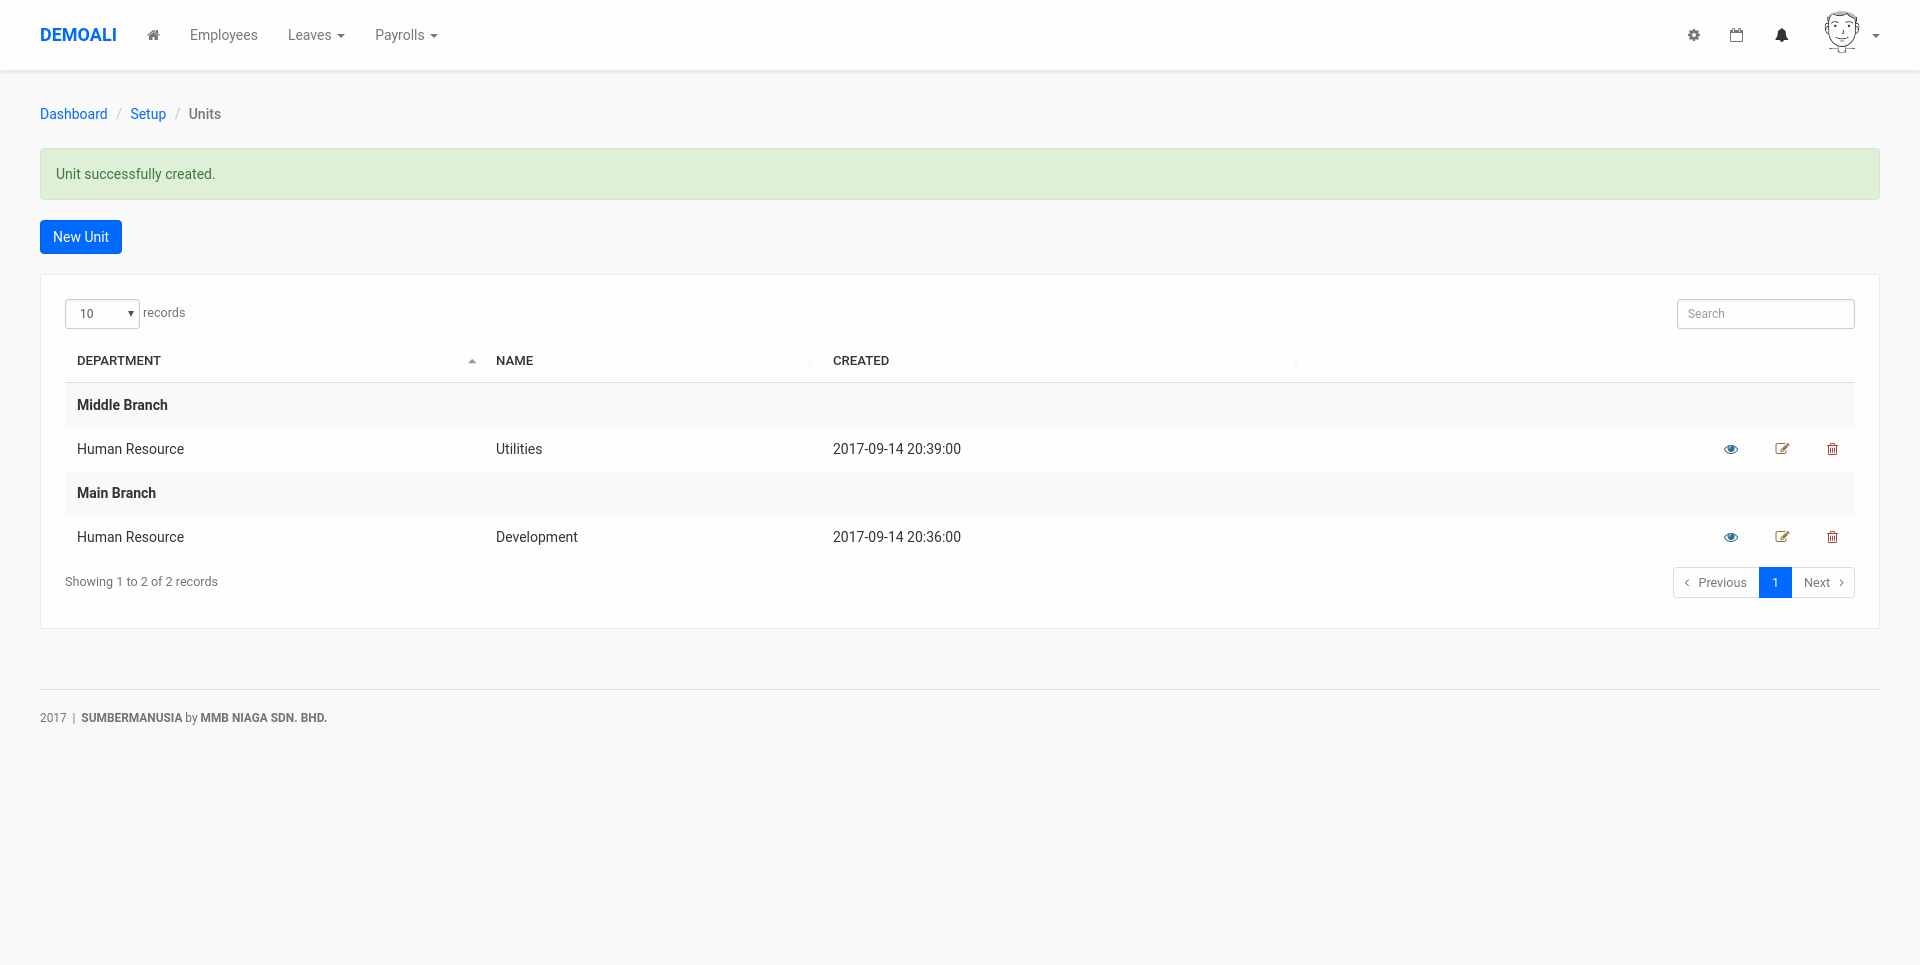 DEMOALI Employees Leaves Payrolls
Dashboard / Setup / Units
Unit successfully created.
New Unit
10 records Search
DEPARTMENT NAME CREATED
Middle Branch
Human Resource Utilities 2017-09-14 20:39:00
Main Branch
Human Resource Development 2017-09-14 20:36:00
Showing 1 to 2 of 2 records Previous 1 Next
2017 | SUMBERMANUSIA by MMB NIAGA SDN. BHD.